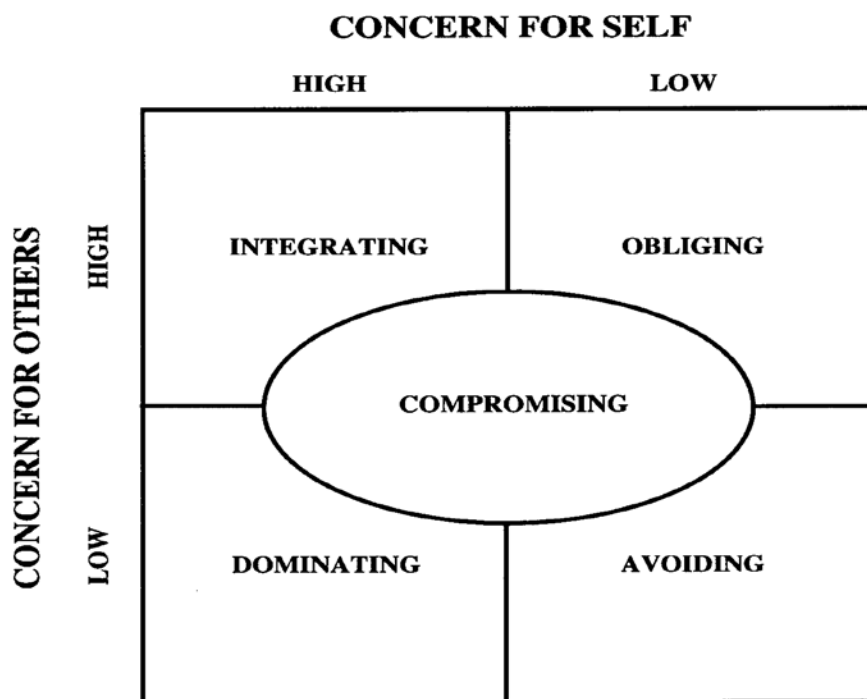 CONCERN FOR SELF
HIGH
LOW
CONCERN FOR OTHERS
HIGH
INTEGRATING
OBLIGING
COMPROMISING
LOW
DOMINATING
AVOIDING